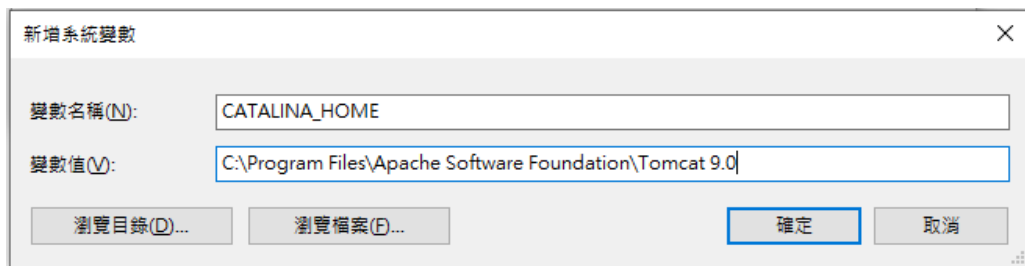 新增系統變數
變數名稱(N):
CATALINA_HOME
變數值(V):
C:\Program Files\Apache Software Foundation\Tomcat 9.0
瀏覽目錄(D)...
瀏覽檔案(F)...
確定
取消